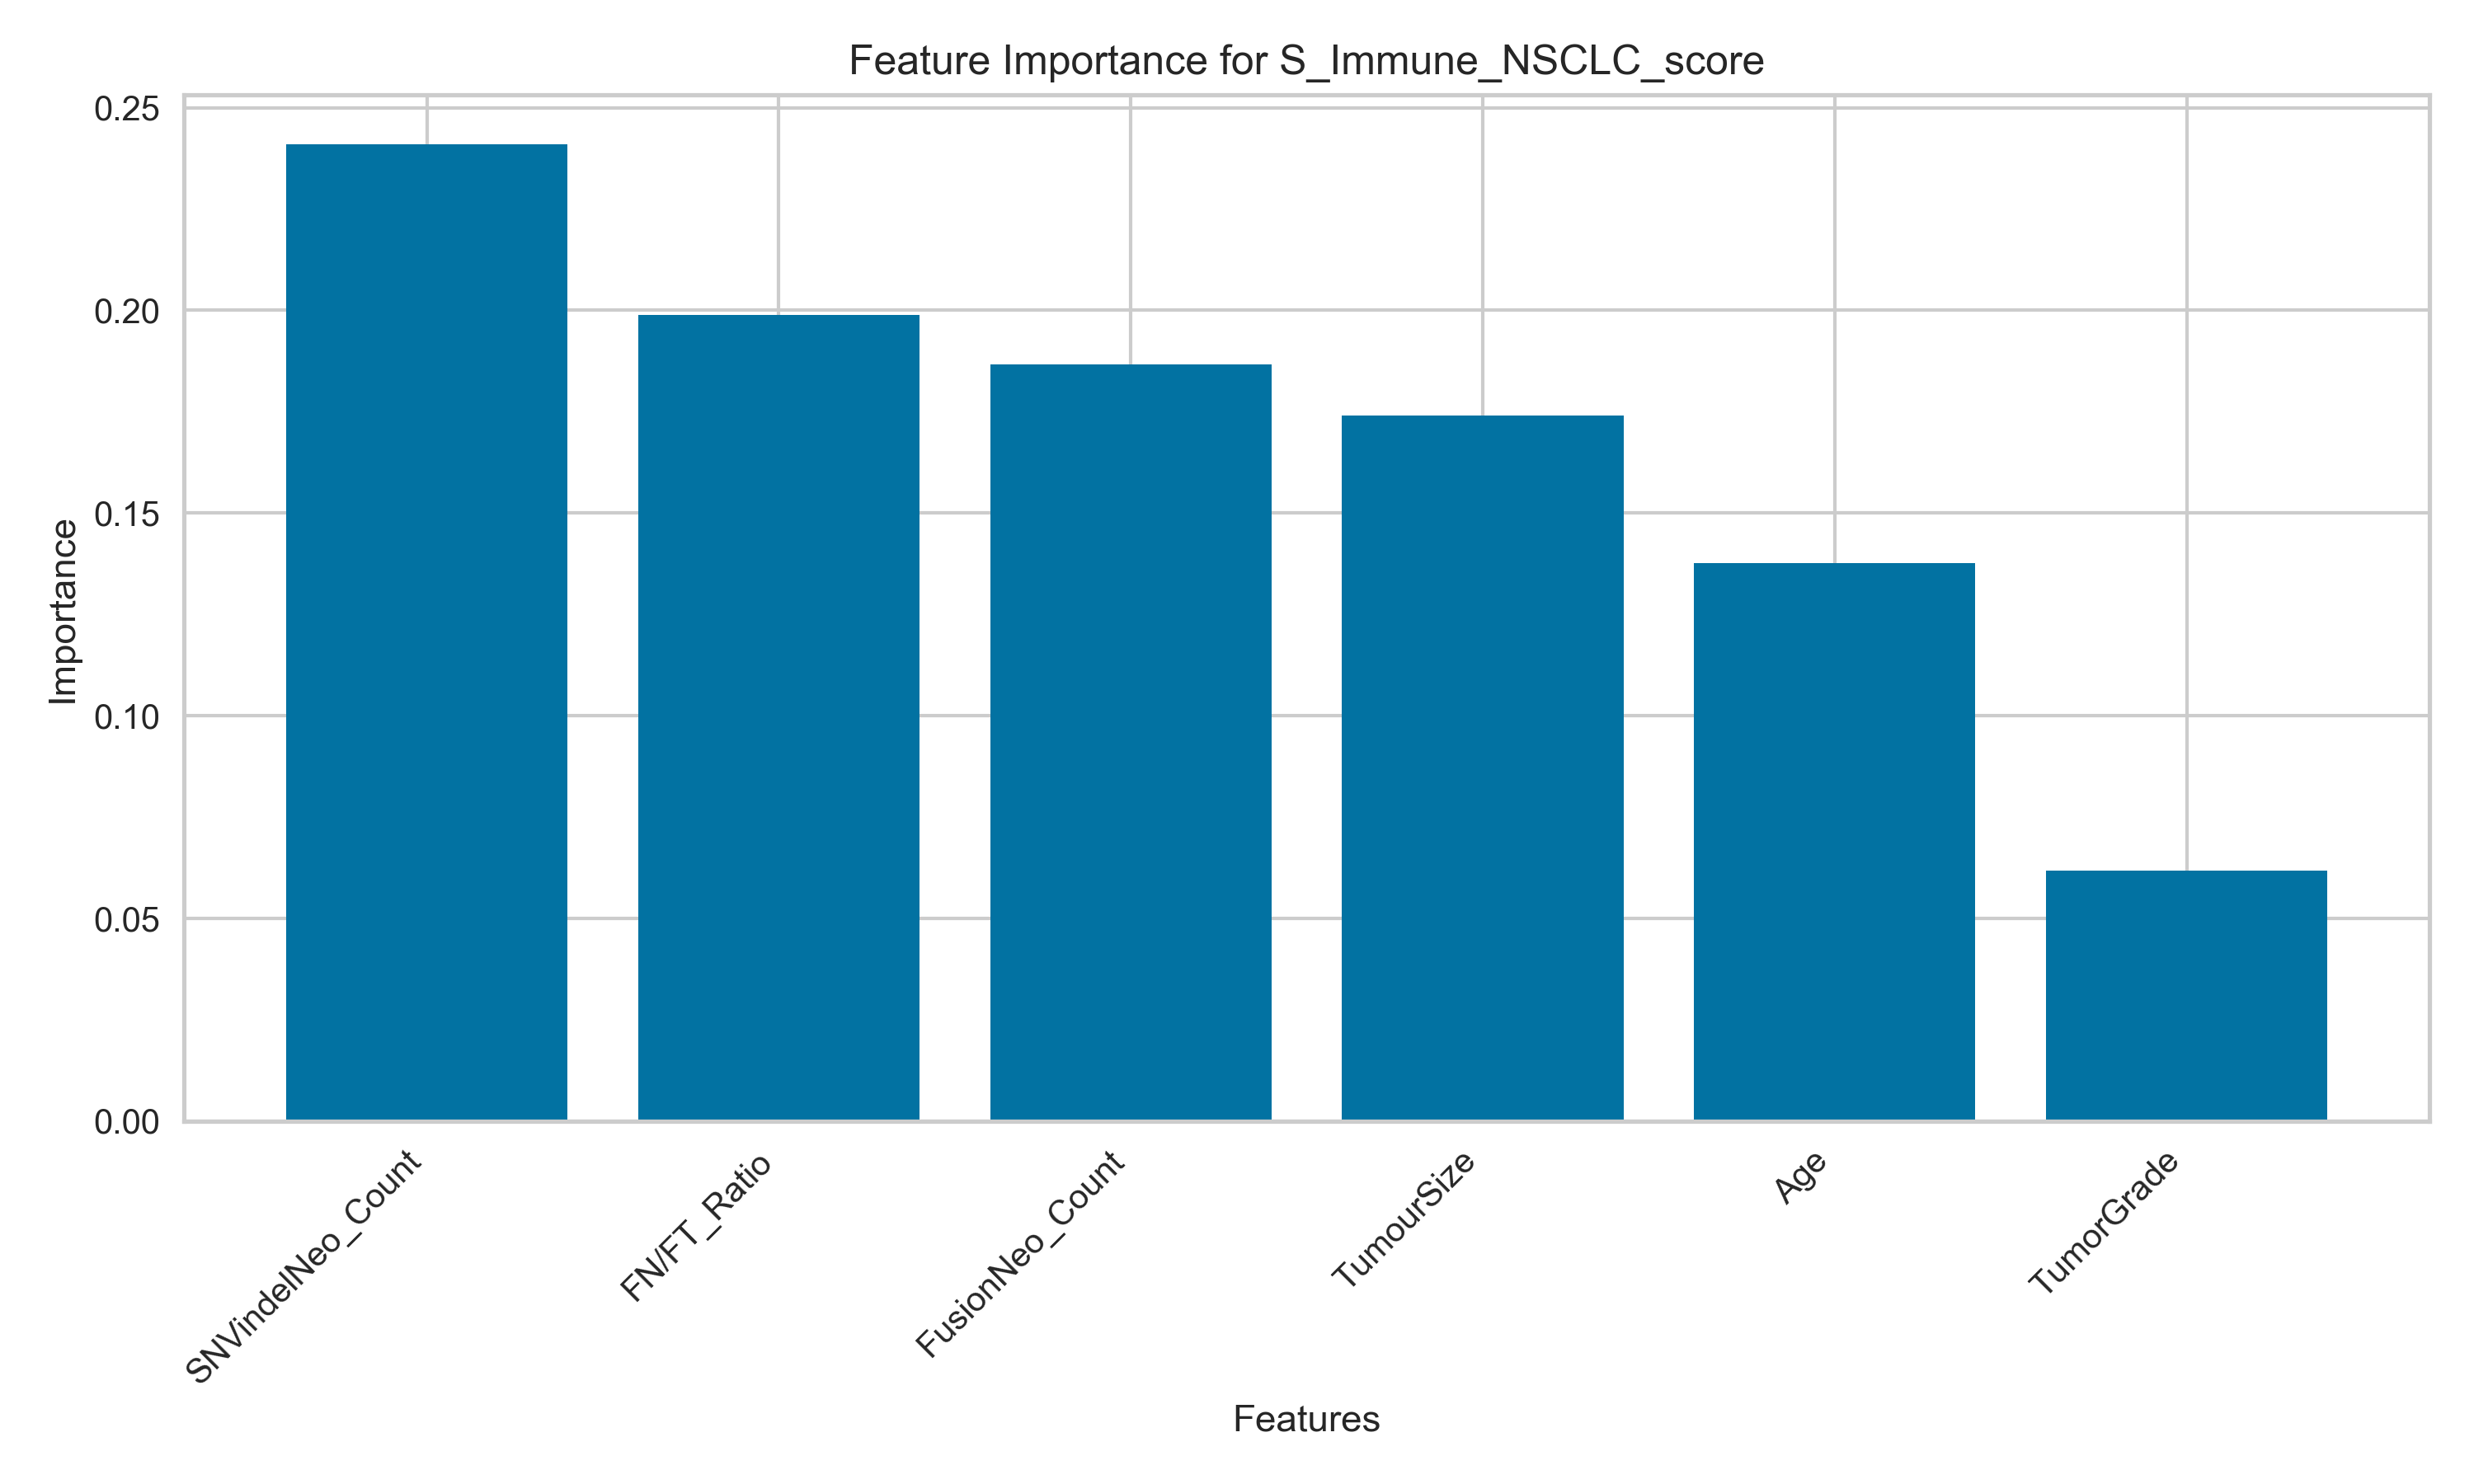 Feature Importance for S_Immune_NSCLC_score
0.25
0.20
0.15
0.10
0.05
0.00
Importance
SNVindelNeo_Count
FN/FT_Ratio
FusionNeo_Count
TumourSize
Age
TumorGrade
Features